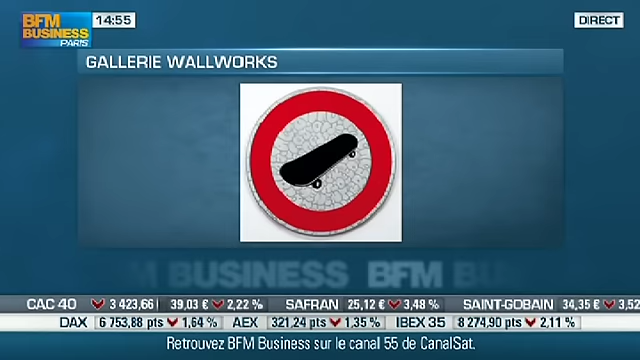 BFM
BUSINESS
PARIS
14:55
DIRECT
GALLERIE WALLWORKS
BFM BUSINESS BFM BU
CAC 40 3 423,66 39,03 € 2,22 % SAFRAN 25,12 € 3,48 % SAINT-GOBAIN 34,35 € 3,52
DAX 6 753,88 pts 1,64 % AEX 321,24 pts 1,35 % IBEX 35 8 274,90 pts 2,11 %
Retrouvez BFM Business sur le canal 55 de CanalSat.